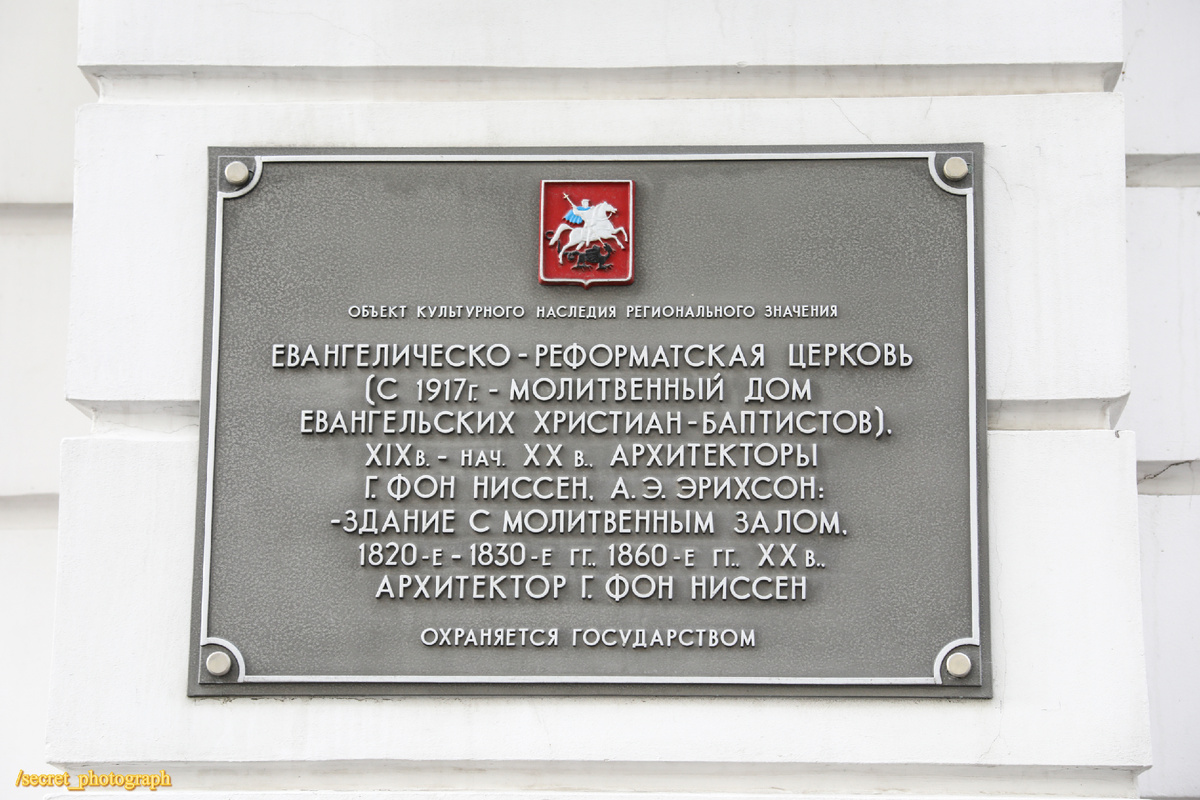 ОБЪЕКТ КУЛЬТУРНОГО НАСЛЕДИЯ РЕГИОНАЛЬНОГО ЗНАЧЕНИЯ
ЕВАНГЕЛИЧЕСКО - РЕФОРМАТСКАЯ ЦЕРКОВЬ
(С 1917г. - МОЛИТВЕННЫЙ ДОМ
ЕВАНГЕЛЬСКИХ ХРИСТИАН-БАПТИСТОВ),
XIX в. - НАЧ. XX в., АРХИТЕКТОРЫ
Г. ФОН НИССЕН, А.Э. ЭРИХСОН:
-ЗДАНИЕ С МОЛИТВЕННЫМ ЗАЛОМ,
1820-Е - 1830-Е ГГ., 1860-Е ГГ., XX в.,
АРХИТЕКТОР Г. ФОН НИССЕН
ОХРАНЯЕТСЯ ГОСУДАРСТВОМ
/secret_photograph